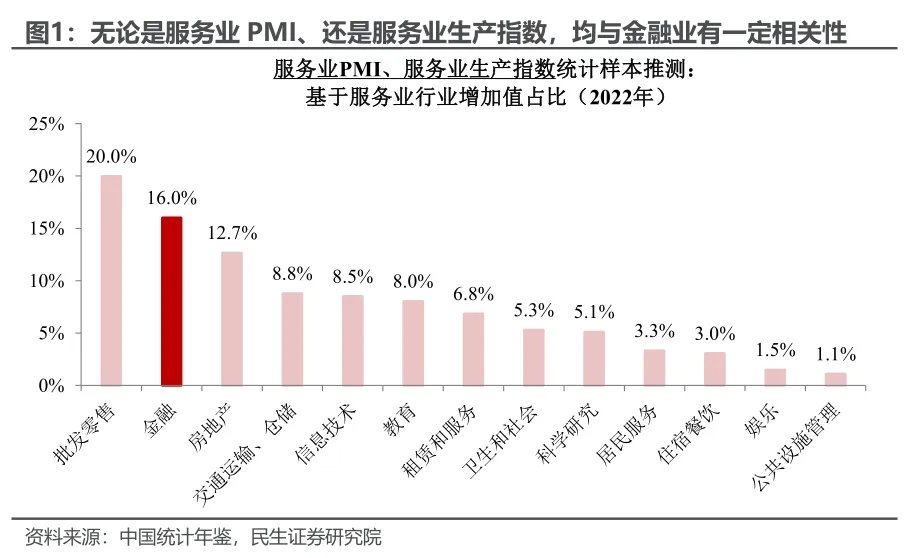 图1：无论是服务业 PMI、还是服务业生产指数，均与金融业有一定相关性
服务业PMI、服务业生产指数统计样本推测：
基于服务业行业增加值占比（2022年）
25%
20%
15%
10%
5%
0%
20.0%
16.0%
12.7%
8.8%
8.5%
8.0%
6.8%
5.3%
5.1%
3.3%
3.0%
1.5%
1.1%
批发零售
金融
房地产
交通运输、仓储
信息技术
教育
租赁和服务
卫生和社会
科学研究
居民服务
住宿餐饮
娱乐
公共设施管理
资料来源：中国统计年鉴，民生证券研究院